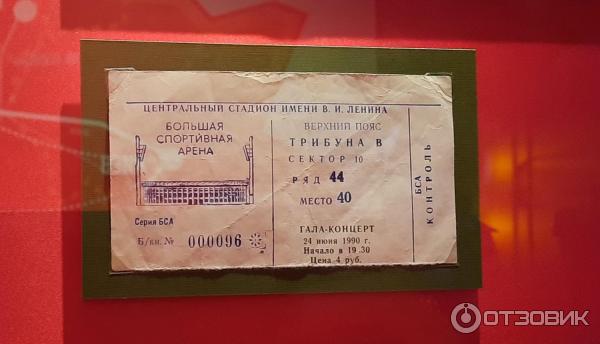 ЦЕНТРАЛЬНЫЙ СТАДИОН ИМЕНИ В. И. ЛЕНИНА
БОЛЬШАЯ
СПОРТИВНАЯ
АРЕНА
Серия БСА
Б/кн. № 000096
ВЕРХНИЙ ПОЯС
ТРИБУНА В
СЕКТОР 10
РЯД 44
МЕСТО 40
ГАЛА-КОНЦЕРТ
24 июня 1990 г.
Начало в 19.30
Цена 4 руб.
БСА
КОНТРОЛЬ
ОТЗОВИК